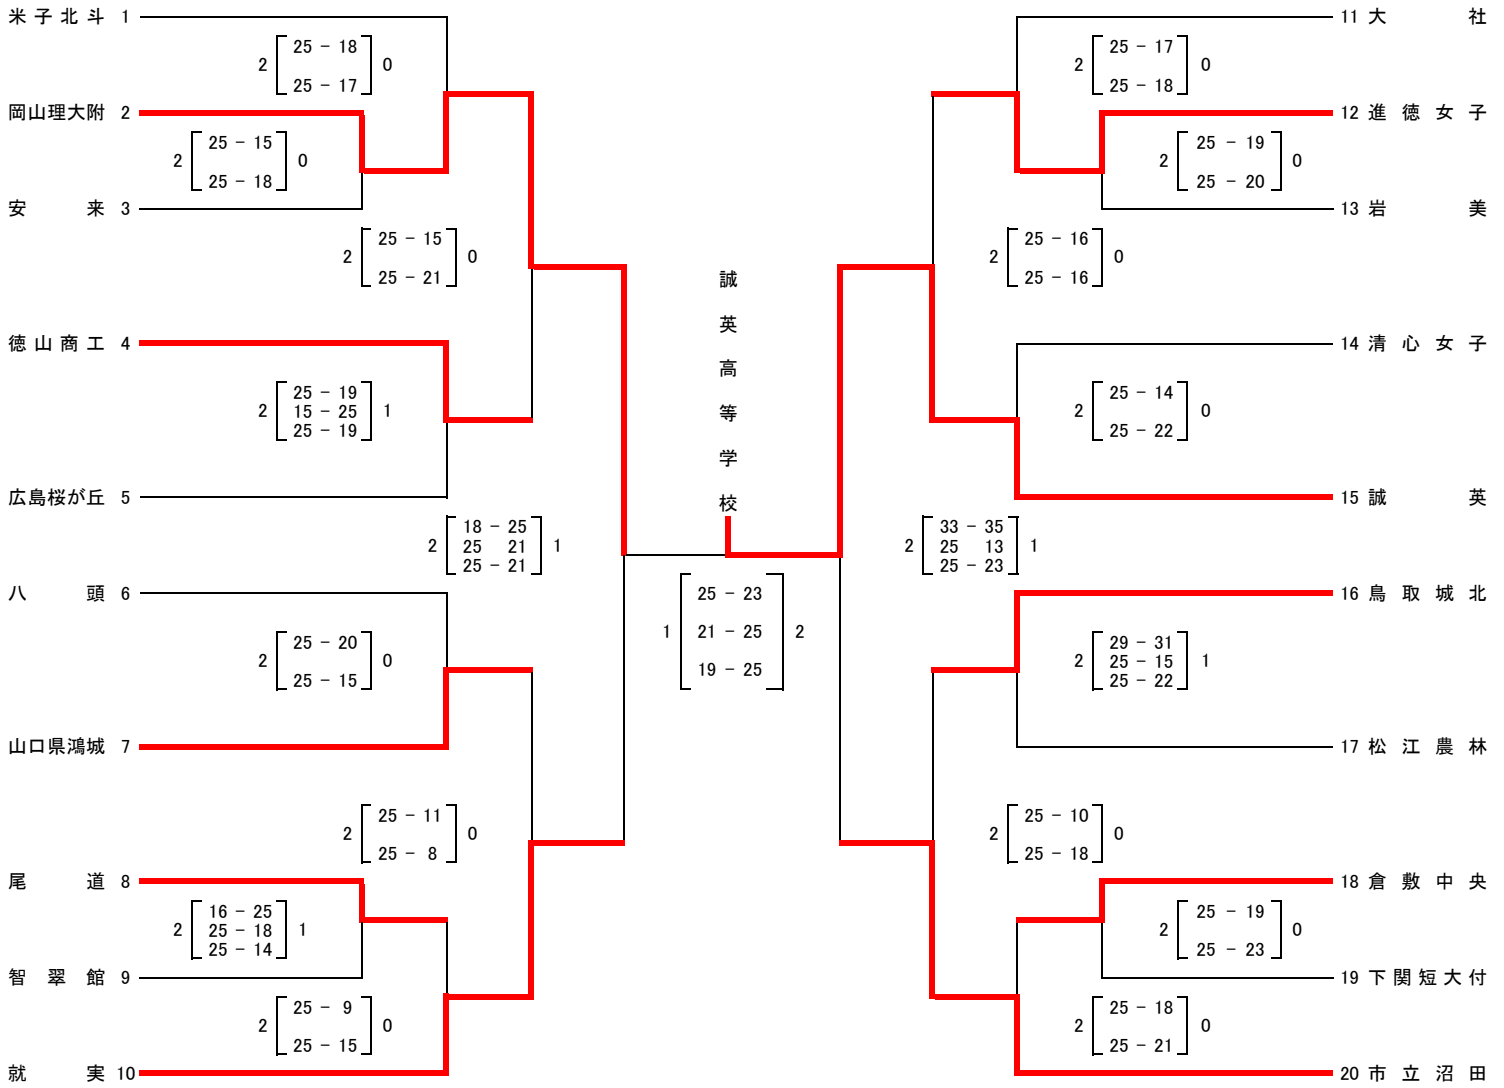 米子北斗 1
2 25 - 18 0
25 - 17
岡山理大附 2
2 25 - 15 0
25 - 18
安来 3
2 25 - 15 0
25 - 21
徳山商工 4
2 25 - 19 1
15 - 25
25 - 19
広島桜が丘 5
2 18 - 25 1
25 21
25 - 21
八頭 6
2 25 - 20 0
25 - 15
山口県鴻城 7
2 25 - 11 0
25 - 8
尾道 8
2 16 - 25 1
25 - 18
25 - 14
智翠館 9
2 25 - 9 0
25 - 15
就実 10
誠英高等学校
1 25 - 23 2
21 - 25
19 - 25
11 大社
2 25 - 17 0
25 - 18
12 進徳女子
2 25 - 19 0
25 - 20
13 岩美
2 25 - 16 0
25 - 16
14 清心女子
2 25 - 14 0
25 - 22
15 誠英
2 33 - 35 1
25 13
25 - 23
16 鳥取城北
2 29 - 31 1
25 - 15
25 - 22
17 松江農林
2 25 - 10 0
25 - 18
18 倉敷中央
2 25 - 19 0
25 - 23
19 下関短大付
2 25 - 18 0
25 - 21
20 市立沼田